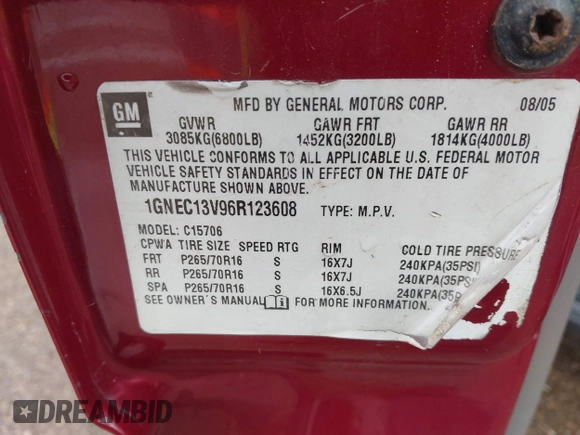 GM
MFD BY GENERAL MOTORS CORP. 08/05
GVWR GAWR FRT GAWR RR
3085KG(6800LB) 1452KG(3200LB) 1814KG(4000LB)
THIS VEHICLE CONFORMS TO ALL APPLICABLE U.S. FEDERAL MOTOR
VEHICLE SAFETY STANDARDS IN EFFECT ON THE DATE OF
MANUFACTURE SHOWN ABOVE.
1GNEC13V96R123608 TYPE: M.P.V.
MODEL: C15706
CPWA TIRE SIZE SPEED RTG RIM COLD TIRE PRESSURE
FRT P265/70R16 S 16X7J 240KPA(35PSI)
RR P265/70R16 S 16X7J 240KPA(35PSI)
SPA P265/70R16 S 16X6.5J 240KPA(35P
SEE OWNER'S MANUAL FOR MORE INFORMATION.
DREAMBID